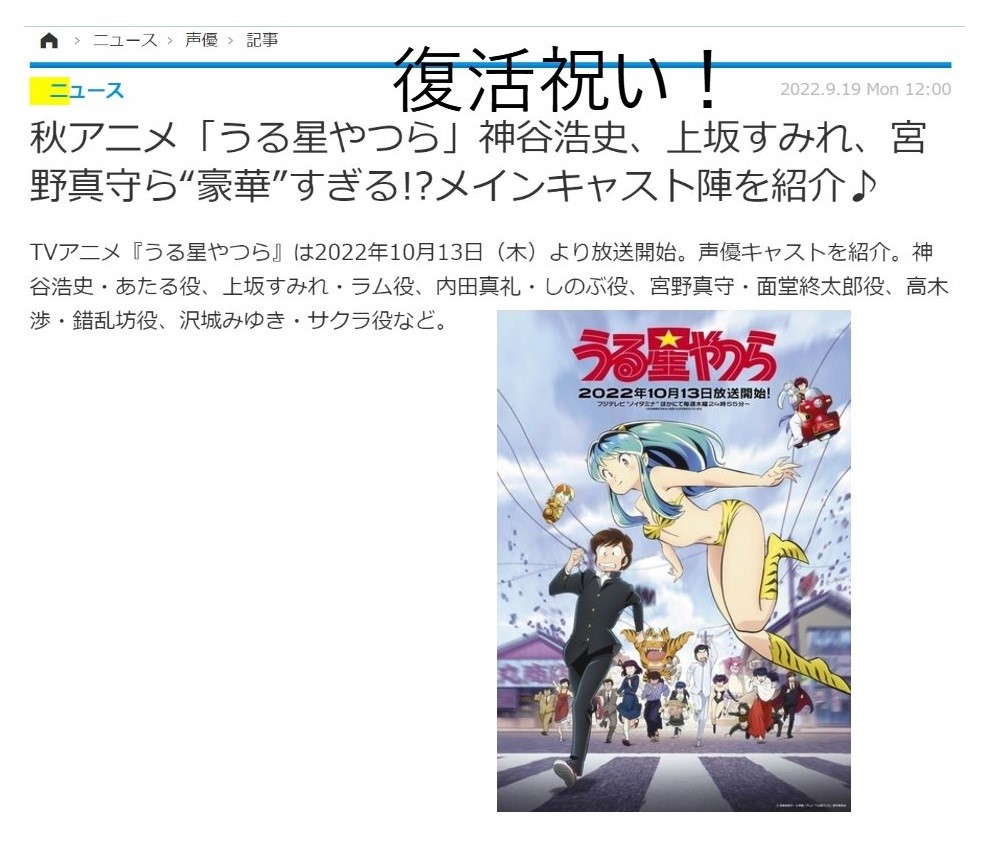 ニュース › 声優 › 記事
復活祝い！
ニュース
2022.9.19 Mon 12:00
秋アニメ「うる星やつら」神谷浩史、上坂すみれ、宮
野真守ら“豪華”すぎる!?メインキャスト陣を紹介♪
TVアニメ『うる星やつら』は2022年10月13日（木）より放送開始。声優キャストを紹介。神
谷浩史・あたる役、上坂すみれ・ラム役、内田真礼・しのぶ役、宮野真守・面堂終太郎役、高木
渉・錯乱坊役、沢城みゆき・サクラ役など。
うる星やつら
2022年10月13日放送開始!
フジテレビ“ノイタミナ”ほかにて毎週木曜24時55分〜